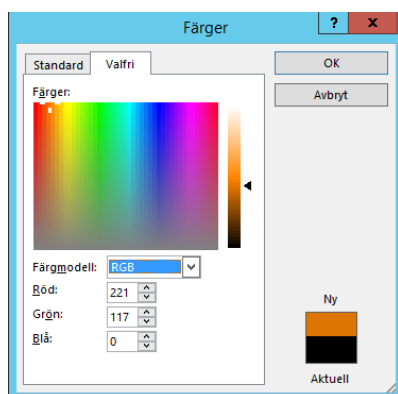 Färger
? x
Standard Valfri
OK
Avbryt
Färger:
Färgmodell: RGB
Röd: 221
Grön: 117
Blå: 0
Ny
Aktuell